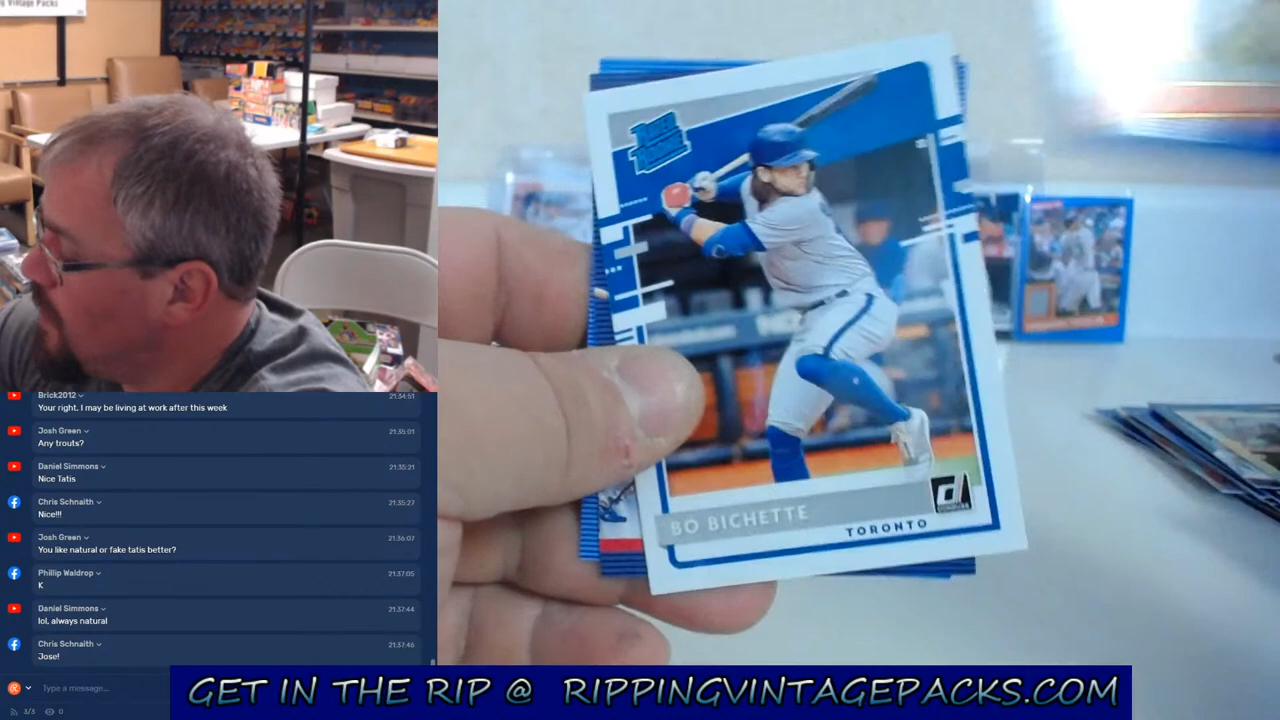 g Vintage Packs
Brick2012
21:34:51
Your right. I may be living at work after this week
Josh Green
21:35:01
Any trouts?
Daniel Simmons
21:35:21
Nice Tatis
Chris Schnaith
21:35:27
Nice!!!
Josh Green
21:36:07
You like natural or fake tatis better?
Phillip Waldrop
21:37:05
K
Daniel Simmons
21:37:44
lol, always natural
Chris Schnaith
21:37:46
Jose!
Type a message...
3/3
0
RATED ROOKIE
BO BICHETTE
TORONTO
d
DONRUSS
GET IN THE RIP @ RIPPINGVINTAGEPACKS.COM